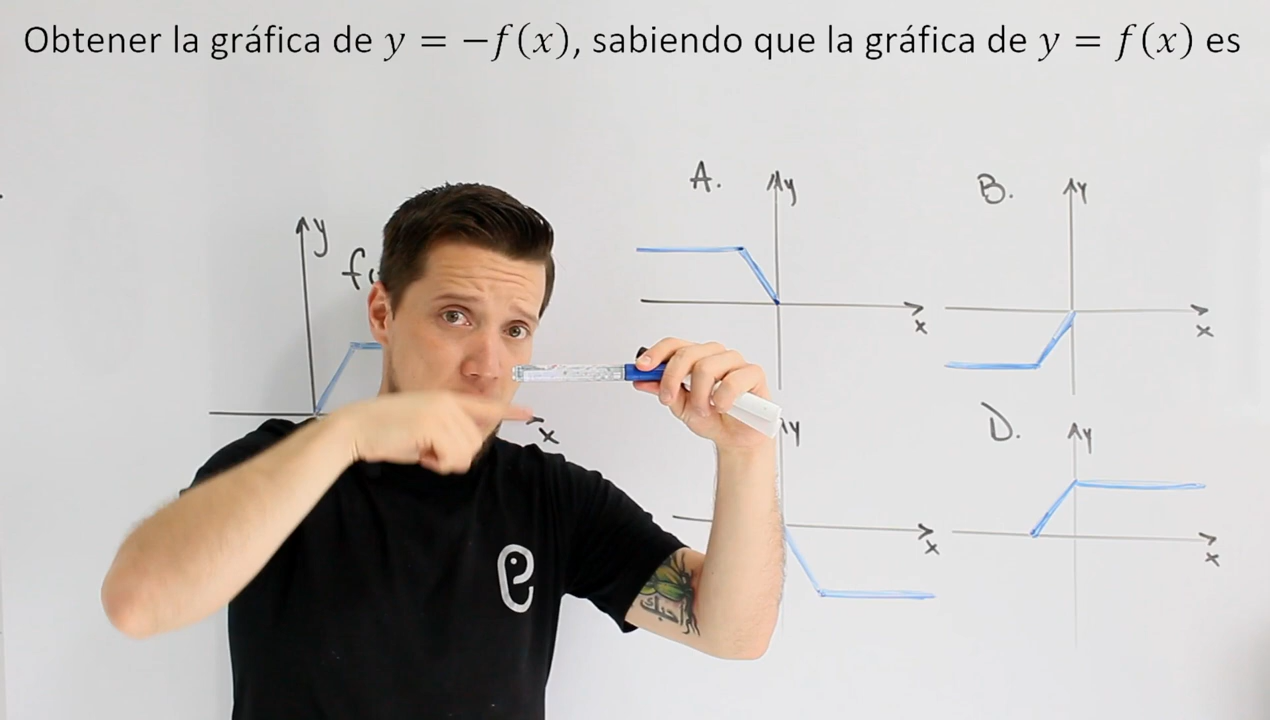 Obtener la gráfica de y = −f(x), sabiendo que la gráfica de y = f(x) es
y
x
A.
y
x
B.
y
x
y
x
D.
y
x